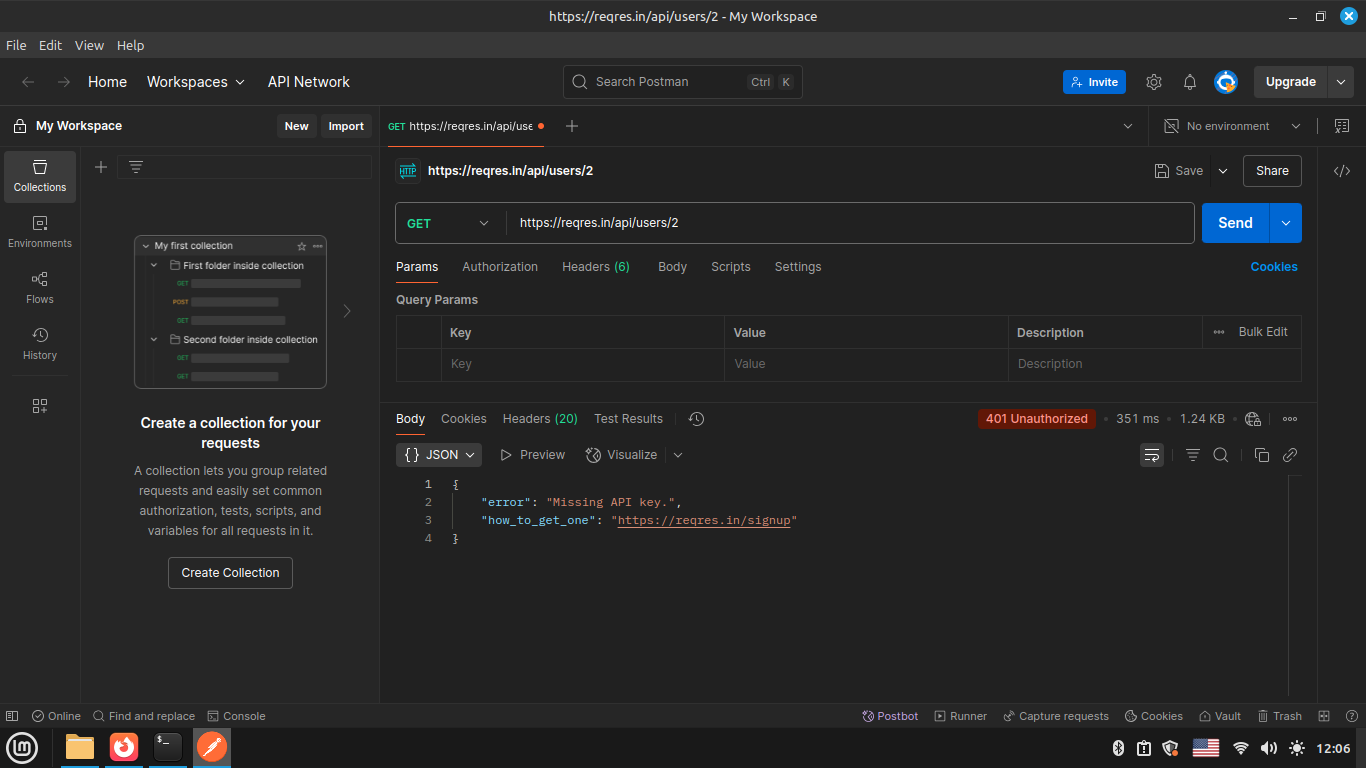 https://reqres.in/api/users/2 - My Workspace
File Edit View Help
Home Workspaces API Network
Search Postman Ctrl K
Invite
Upgrade
My Workspace
New Import
GET https://reqres.in/api/use
No environment
Collections
Environments
Flows
History
My first collection
First folder inside collection
GET
POST
GET
Second folder inside collection
GET
GET
Create a collection for your
requests
A collection lets you group related
requests and easily set common
authorization, tests, scripts, and
variables for all requests in it.
Create Collection
HTTP https://reqres.in/api/users/2
Save Share
GET https://reqres.in/api/users/2
Send
Params Authorization Headers (6) Body Scripts Settings Cookies
Query Params
Key Value Description Bulk Edit
Key Value Description
Body Cookies Headers (20) Test Results 401 Unauthorized • 351 ms • 1.24 KB
{} JSON Preview Visualize
1 {
2 "error": "Missing API key.",
3 "how_to_get_one": "https://reqres.in/signup"
4 }
Online Find and replace Console Postbot Runner Capture requests Cookies Vault Trash
12:06